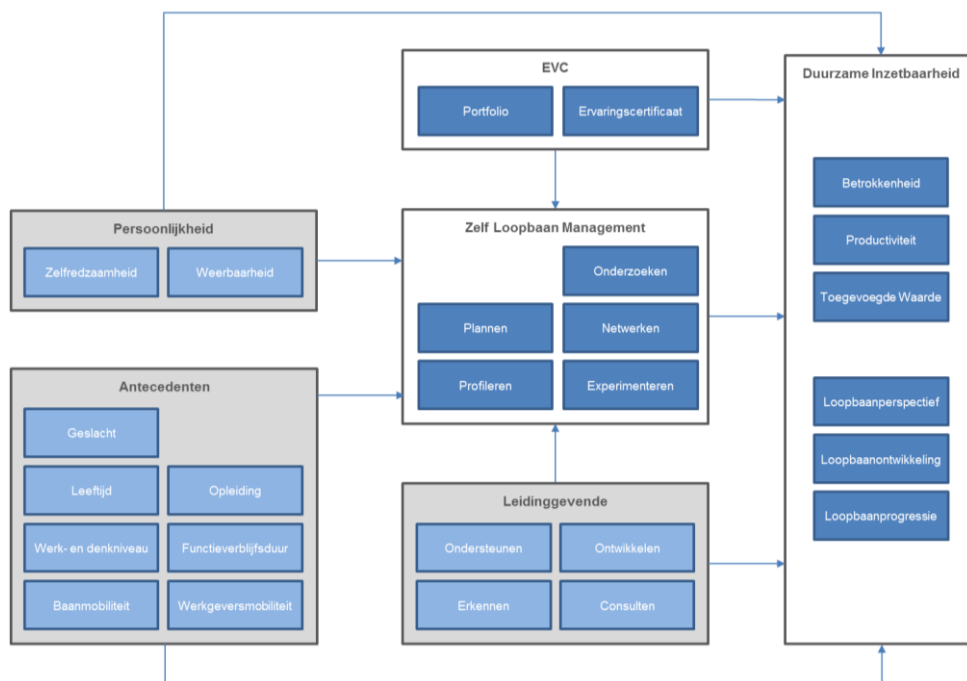 EVC
Portfolio
Ervaringscertificaat
Duurzame Inzetbaarheid
Betrokkenheid
Productiviteit
Toegevoegde Waarde
Loopbaanperspectief
Loopbaanontwikkeling
Loopbaanprogressie
Persoonlijkheid
Zelfredzaamheid
Weerbaarheid
Zelf Loopbaan Management
Onderzoeken
Plannen
Netwerken
Profileren
Experimenteren
Antecedenten
Geslacht
Leeftijd
Opleiding
Werk- en denkniveau
Functieverblijfsduur
Baanmobiliteit
Werkgeversmobiliteit
Leidinggevende
Ondersteunen
Ontwikkelen
Erkennen
Consulten